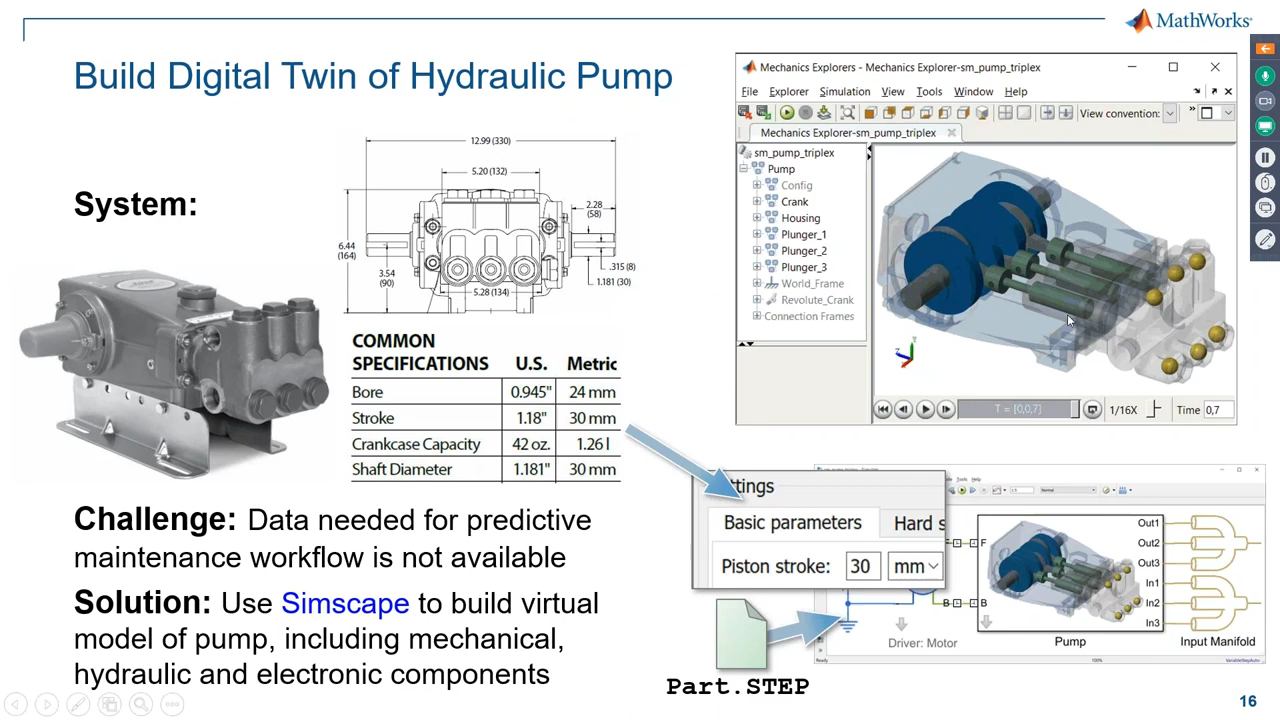 MathWorks®
Build Digital Twin of Hydraulic Pump
System:
12.99 (330)
5.20 (132)
2.28
(58)
6.44
(164)
3.54
(90)
.315 (8)
1.181 (30)
5.28 (134)
COMMON
SPECIFICATIONS U.S. Metric
Bore 0.945" 24 mm
Stroke 1.18" 30 mm
Crankcase Capacity 42 oz. 1.26 l
Shaft Diameter 1.181" 30 mm
Challenge: Data needed for predictive
maintenance workflow is not available
Solution: Use Simscape to build virtual
model of pump, including mechanical,
hydraulic and electronic components
Mechanics Explorers - Mechanics Explorer-sm_pump_triplex
File Explorer Simulation View Tools Window Help
View convention:
Mechanics Explorer-sm_pump_triplex
sm_pump_triplex
Pump
Config
Crank
Housing
Plunger_1
Plunger_2
Plunger_3
World_Frame
Revolute_Crank
Connection Frames
T = [0,0,7]
1/16X
Time 0,7
ttings
Basic parameters Hard s
Piston stroke: 30 mm
Tools Help
Normal
F
B
B
Out1
Out2
Out3
In1
In2
In3
Driver: Motor
Pump
Input Manifold
Ready
100%
VariableStepAuto
Part.STEP
16